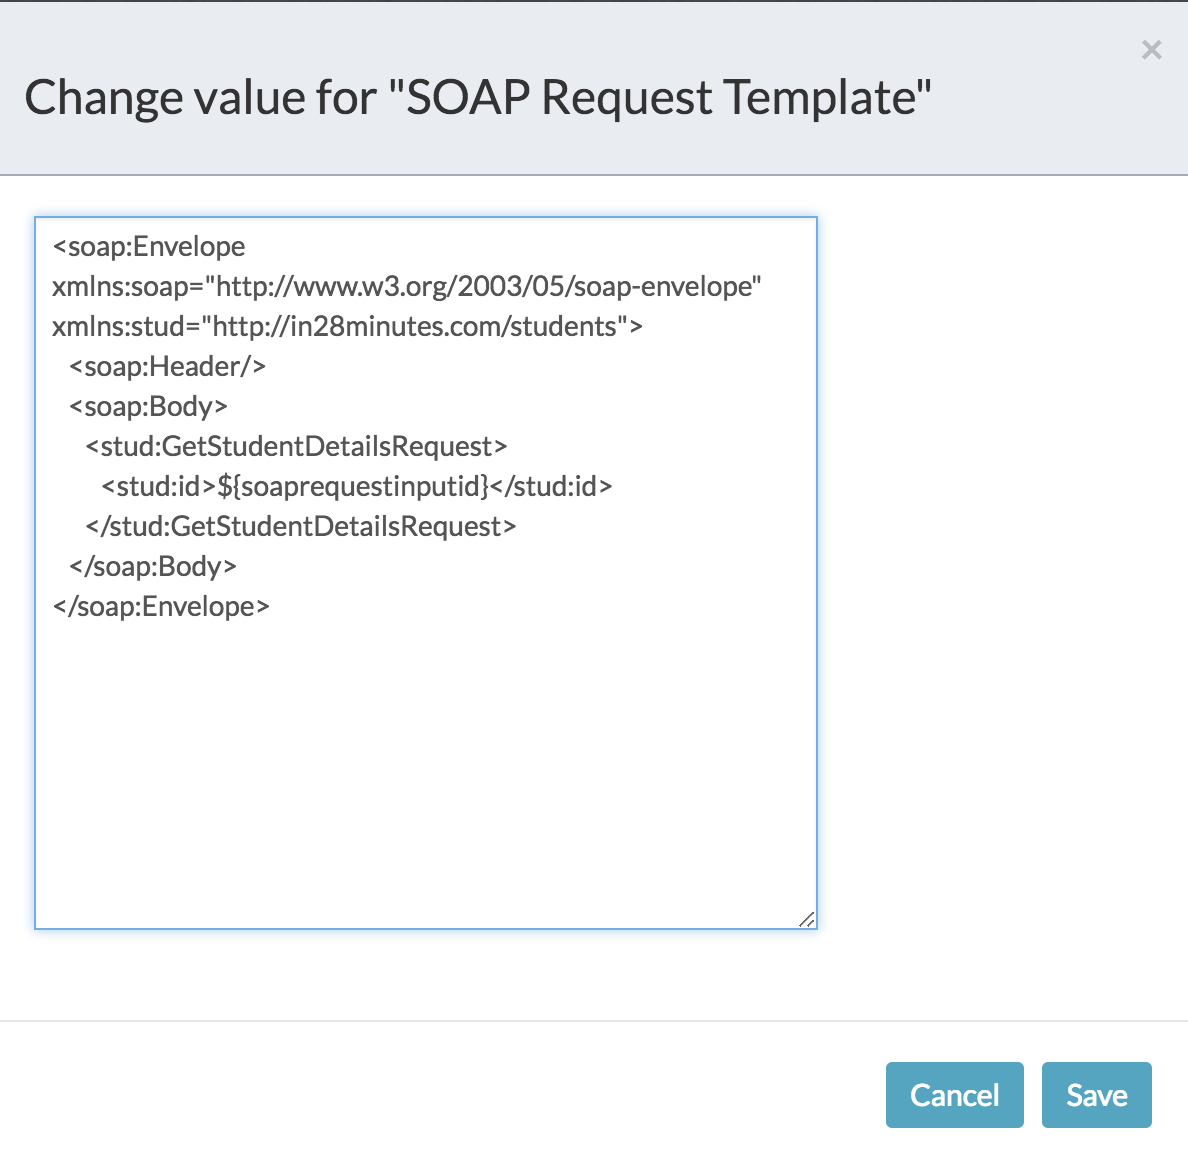 ×
Change value for "SOAP Request Template"
<soap:Envelope
xmlns:soap="http://www.w3.org/2003/05/soap-envelope"
xmlns:stud="http://in28minutes.com/students">
  <soap:Header/>
  <soap:Body>
    <stud:GetStudentDetailsRequest>
      <stud:id>${soaprequestinputid}</stud:id>
    </stud:GetStudentDetailsRequest>
  </soap:Body>
</soap:Envelope>
Cancel Save